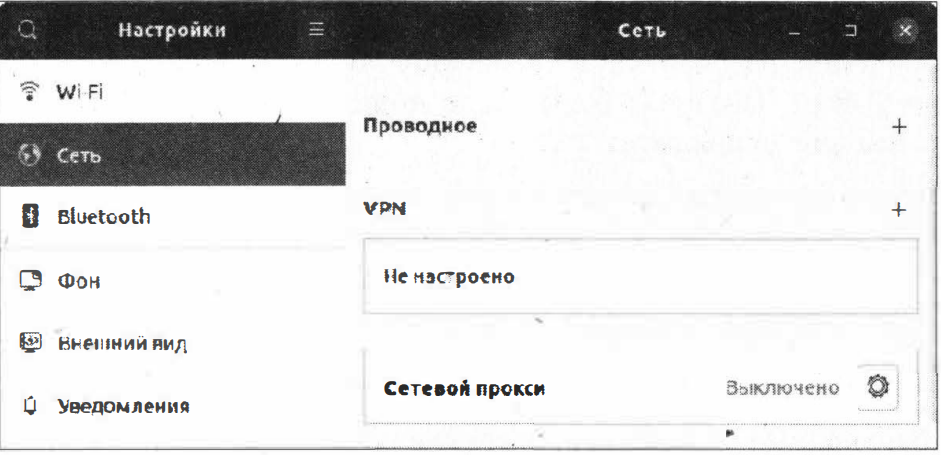 Настройки
Сеть
Wi-Fi
Сеть
Bluetooth
Фон
Внешний вид
Уведомления
Проводное
VPN
Не настроено
Сетевой прокси
Выключено